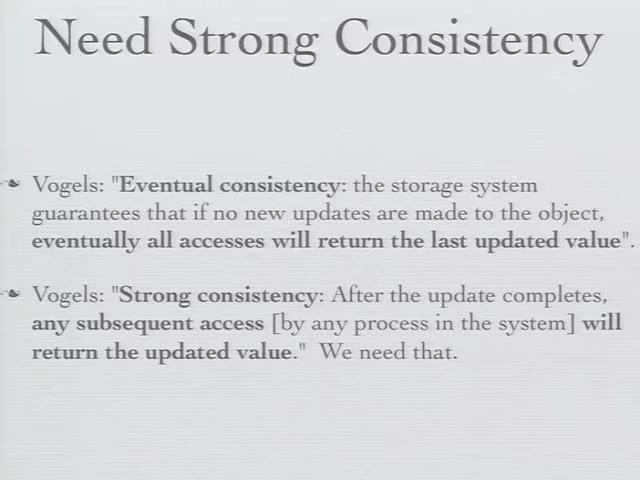 Need Strong Consistency
Vogels: "Eventual consistency: the storage system
guarantees that if no new updates are made to the object,
eventually all accesses will return the last updated value".
Vogels: "Strong consistency: After the update completes,
any subsequent access [by any process in the system] will
return the updated value." We need that.